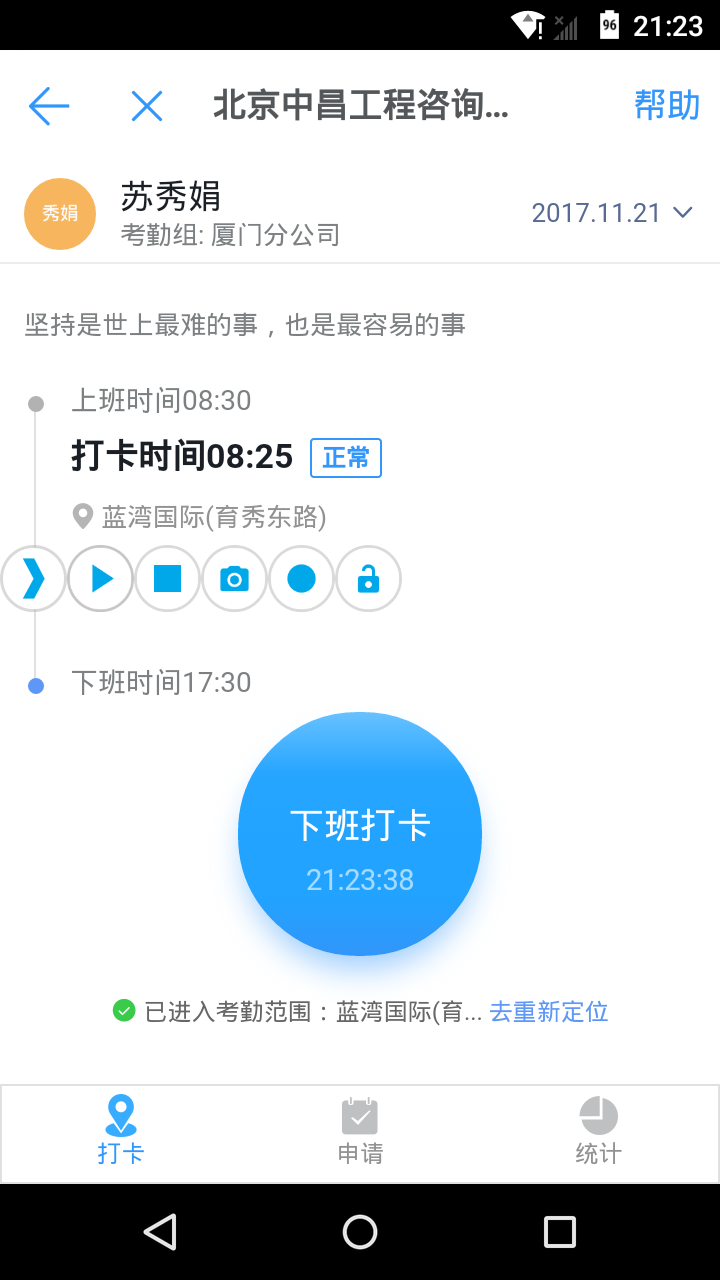 96 21:23
北京中昌工程咨询... 帮助
秀娟 苏秀娟
考勤组: 厦门分公司 2017.11.21
坚持是世上最难的事，也是最容易的事
上班时间08:30
打卡时间08:25 正常
蓝湾国际(育秀东路)
下班时间17:30
下班打卡
21:23:38
已进入考勤范围：蓝湾国际(育... 去重新定位
打卡 申请 统计